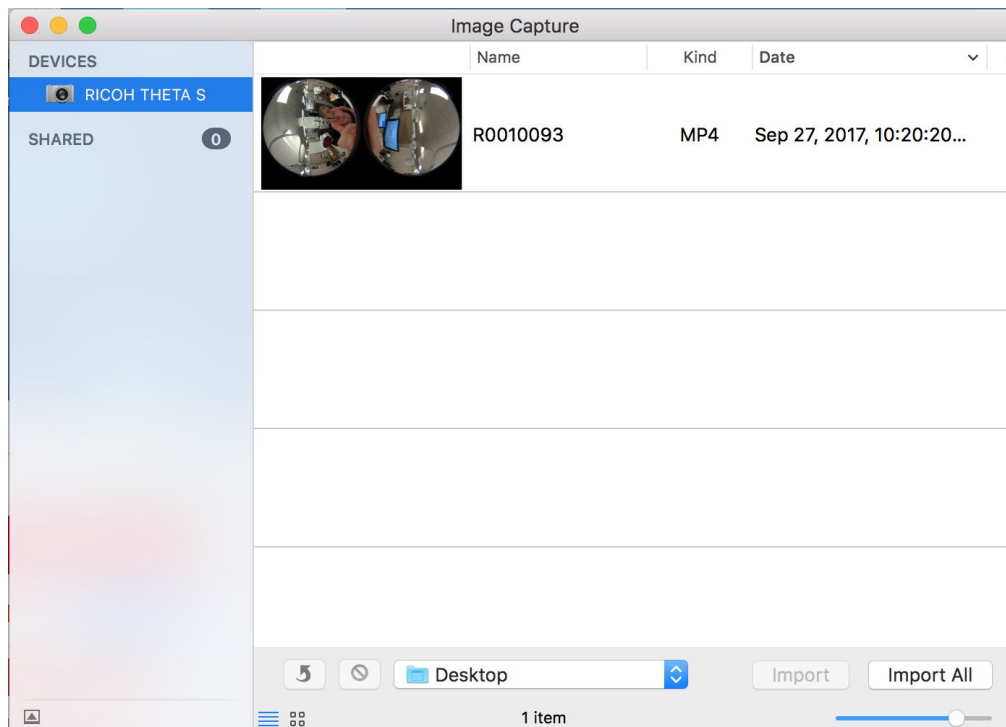 Image Capture
DEVICES
RICOH THETA S
SHARED 0
Name Kind Date
R0010093 MP4 Sep 27, 2017, 10:20:20...
Desktop Import Import All
1 item